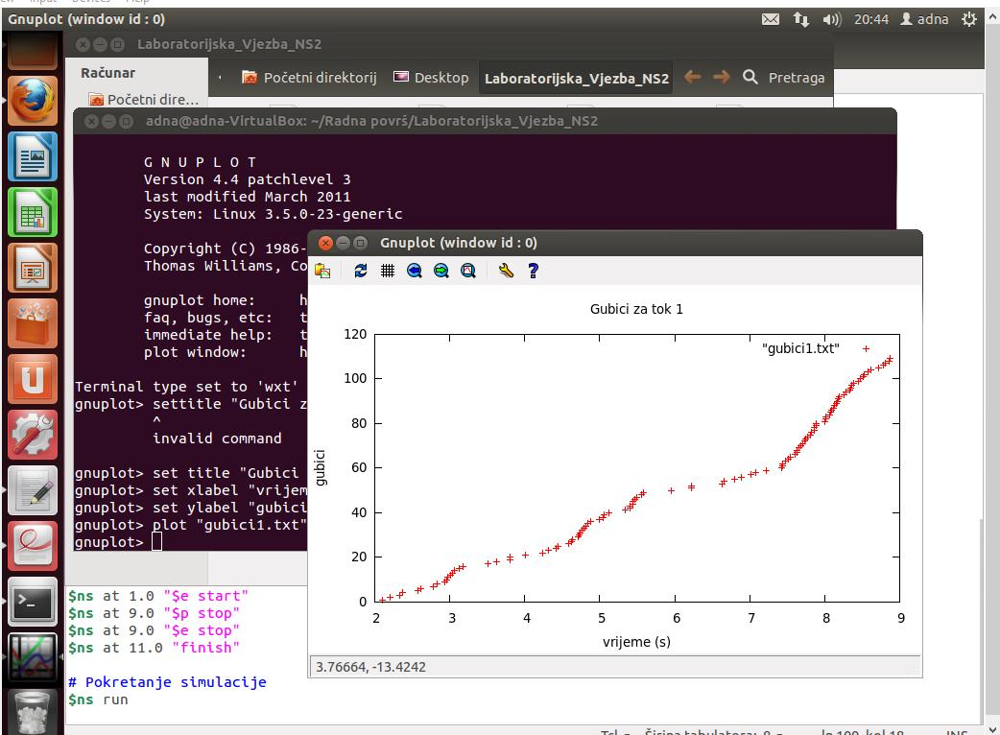 Gnuplot (window id : 0)
20:44
adna
Laboratorijska_Vjezba_NS2
Računar
Početni dire...
Početni direktorij
Desktop
Laboratorijska_Vjezba_NS2
Pretraga
adna@adna-VirtualBox: ~/Radna površ/Laboratorijska_Vjezba_NS2
G N U P L O T
Version 4.4 patchlevel 3
last modified March 2011
System: Linux 3.5.0-23-generic
Copyright (C) 1986-
Thomas Williams, Co
gnuplot home: h
faq, bugs, etc: t
immediate help: t
plot window: h
Terminal type set to 'wxt'
gnuplot> settitle "Gubici z
^
invalid command
gnuplot> set title "Gubici
gnuplot> set xlabel "vrijem
gnuplot> set ylabel "gubici
gnuplot> plot "gubici1.txt"
gnuplot>
Gnuplot (window id : 0)
Gubici za tok 1
"gubici1.txt"
120
100
80
60
40
20
0
gubici
2 3 4 5 6 7 8 9
vrijeme (s)
3.76664, -13.4242
$ns at 1.0 "$e start"
$ns at 9.0 "$p stop"
$ns at 9.0 "$e stop"
$ns at 11.0 "finish"
# Pokretanje simulacije
$ns run
Širina tabulatora: 8